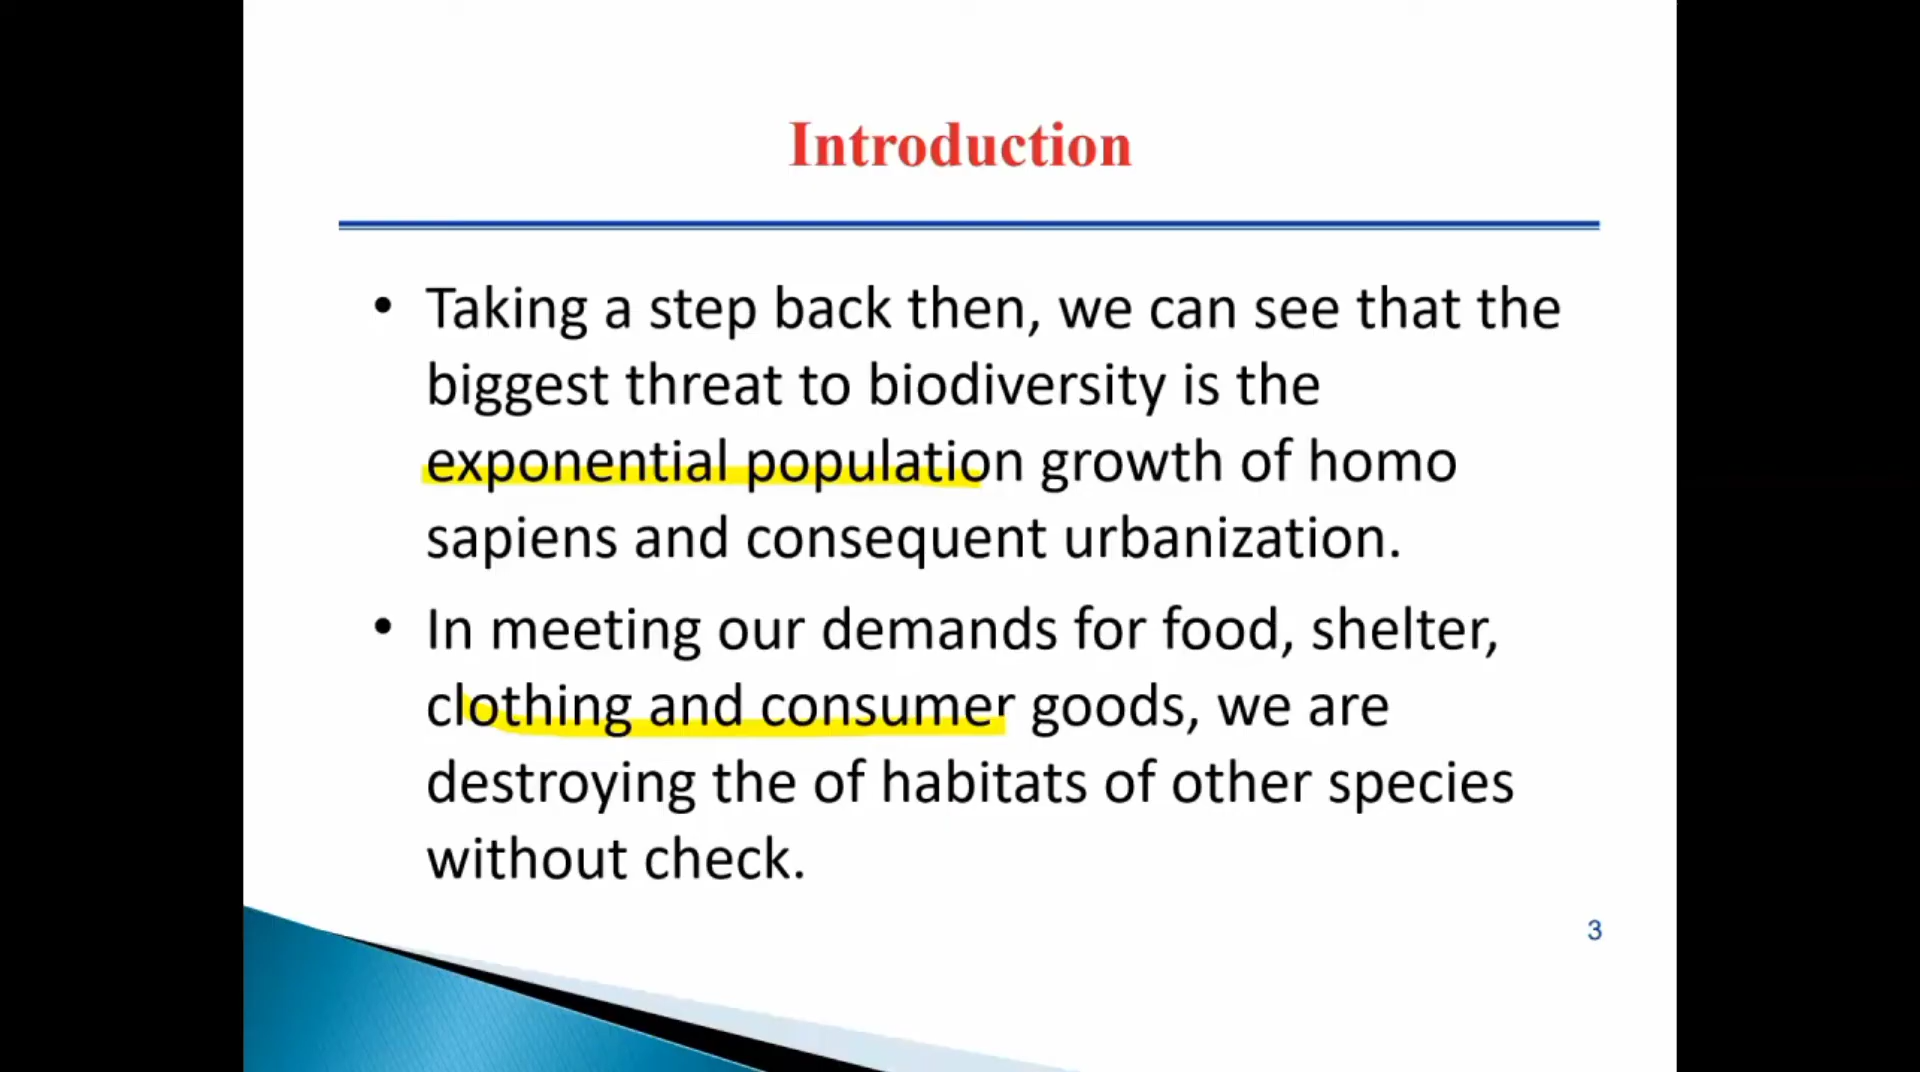 Introduction
• Taking a step back then, we can see that the
biggest threat to biodiversity is the
exponential population growth of homo
sapiens and consequent urbanization.
• In meeting our demands for food, shelter,
clothing and consumer goods, we are
destroying the of habitats of other species
without check.
3